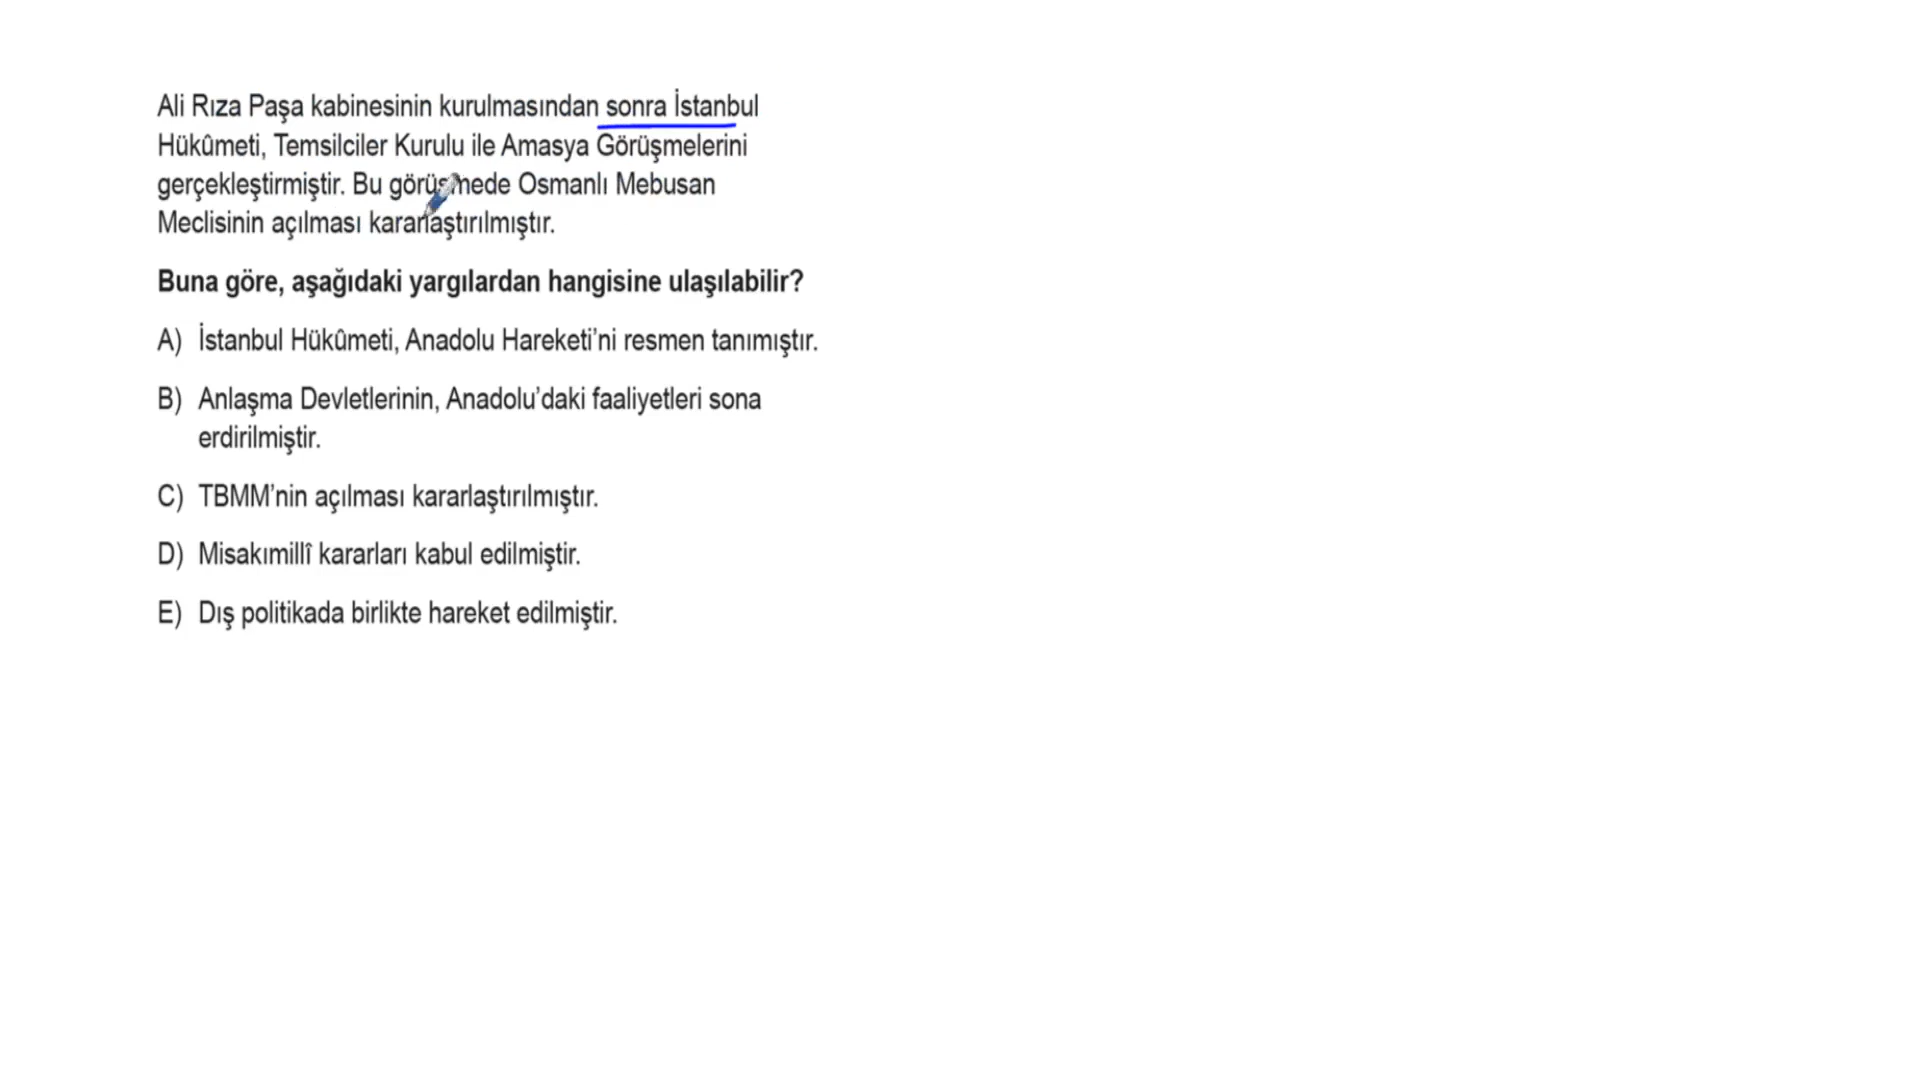 Ali Rıza Paşa kabinesinin kurulmasından sonra İstanbul
Hükûmeti, Temsilciler Kurulu ile Amasya Görüşmelerini
gerçekleştirmiştir. Bu görüşmede Osmanlı Mebusan
Meclisinin açılması kararlaştırılmıştır.
Buna göre, aşağıdaki yargılardan hangisine ulaşılabilir?
A) İstanbul Hükûmeti, Anadolu Hareketi’ni resmen tanımıştır.
B) Anlaşma Devletlerinin, Anadolu’daki faaliyetleri sona
erdirilmiştir.
C) TBMM’nin açılması kararlaştırılmıştır.
D) Misakımillî kararları kabul edilmiştir.
E) Dış politikada birlikte hareket edilmiştir.